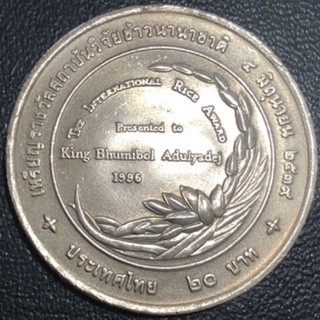 เหรียญรางวัลสถาบันวิจัยข้าวนานาชาติ ๕ มิถุนายน ๒๕๓๙
The International Rice Award
Presented to
King Bhumibol Adulyadej
1996
ประเทศไทย ๒๐ บาท